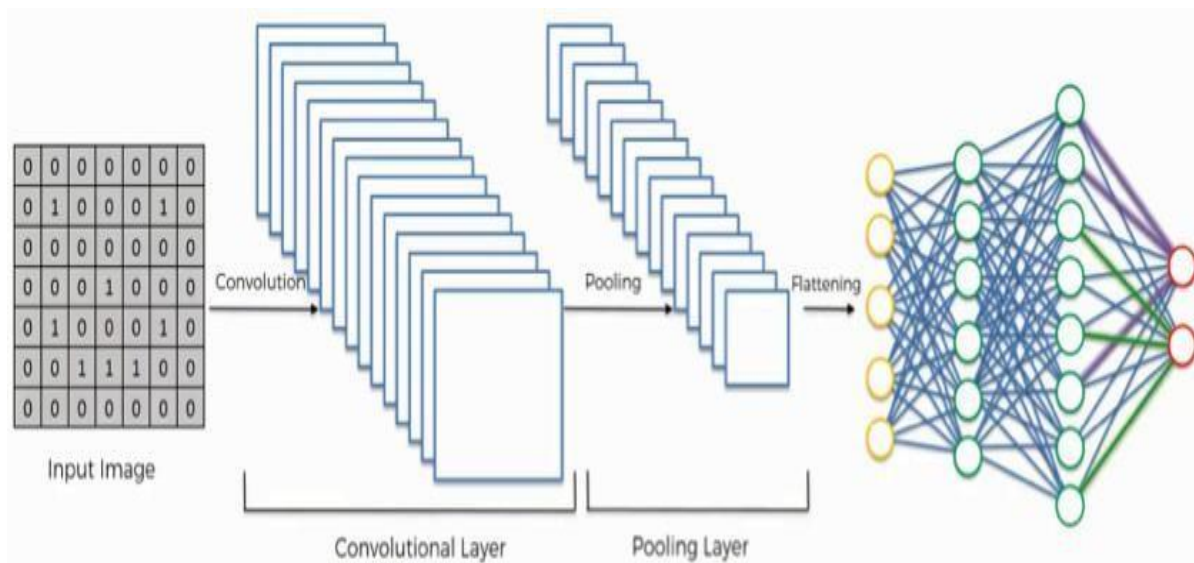 0 0 0 0 0 0 0
0 1 0 0 0 1 0
0 0 0 0 0 0 0
0 0 0 1 0 0 0
0 1 0 0 0 1 0
0 0 1 1 1 0 0
0 0 0 0 0 0 0
Input Image
Convolution
Convolutional Layer
Pooling
Pooling Layer
Flattening